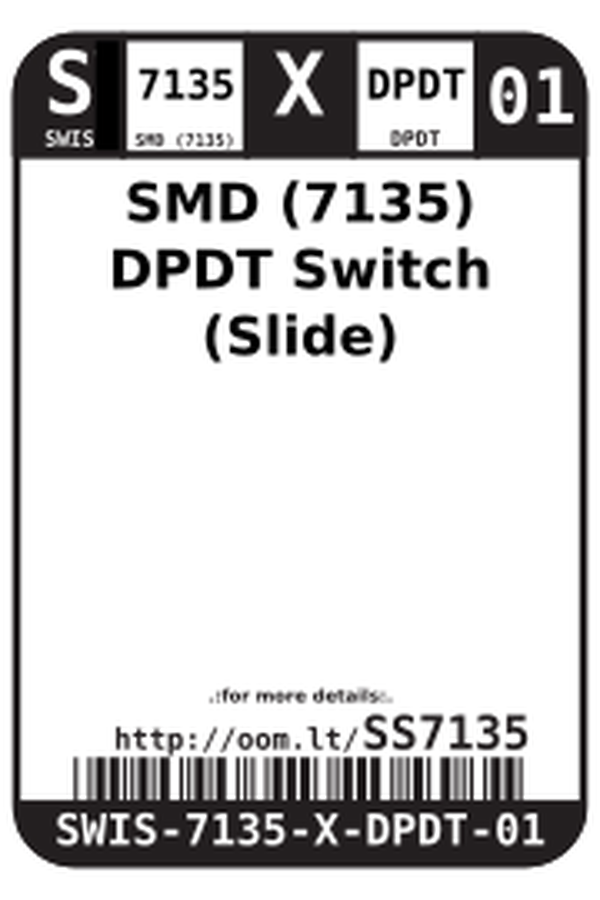 S 7135 X DPDT 01
SWIS SMD (7135) DPDT
SMD (7135)
DPDT Switch
(Slide)
.:for more details:.
http://oom.lt/SS7135
SWIS-7135-X-DPDT-01